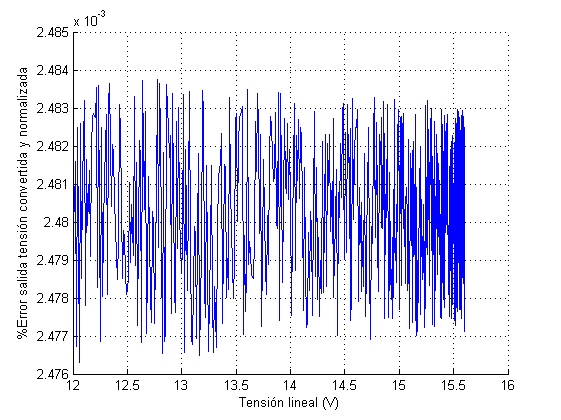 x 10-3
2.485
2.484
2.483
2.482
2.481
2.48
2.479
2.478
2.477
2.476
%Error salida tensión convertida y normalizada
12 12.5 13 13.5 14 14.5 15 15.5 16
Tensión lineal (V)